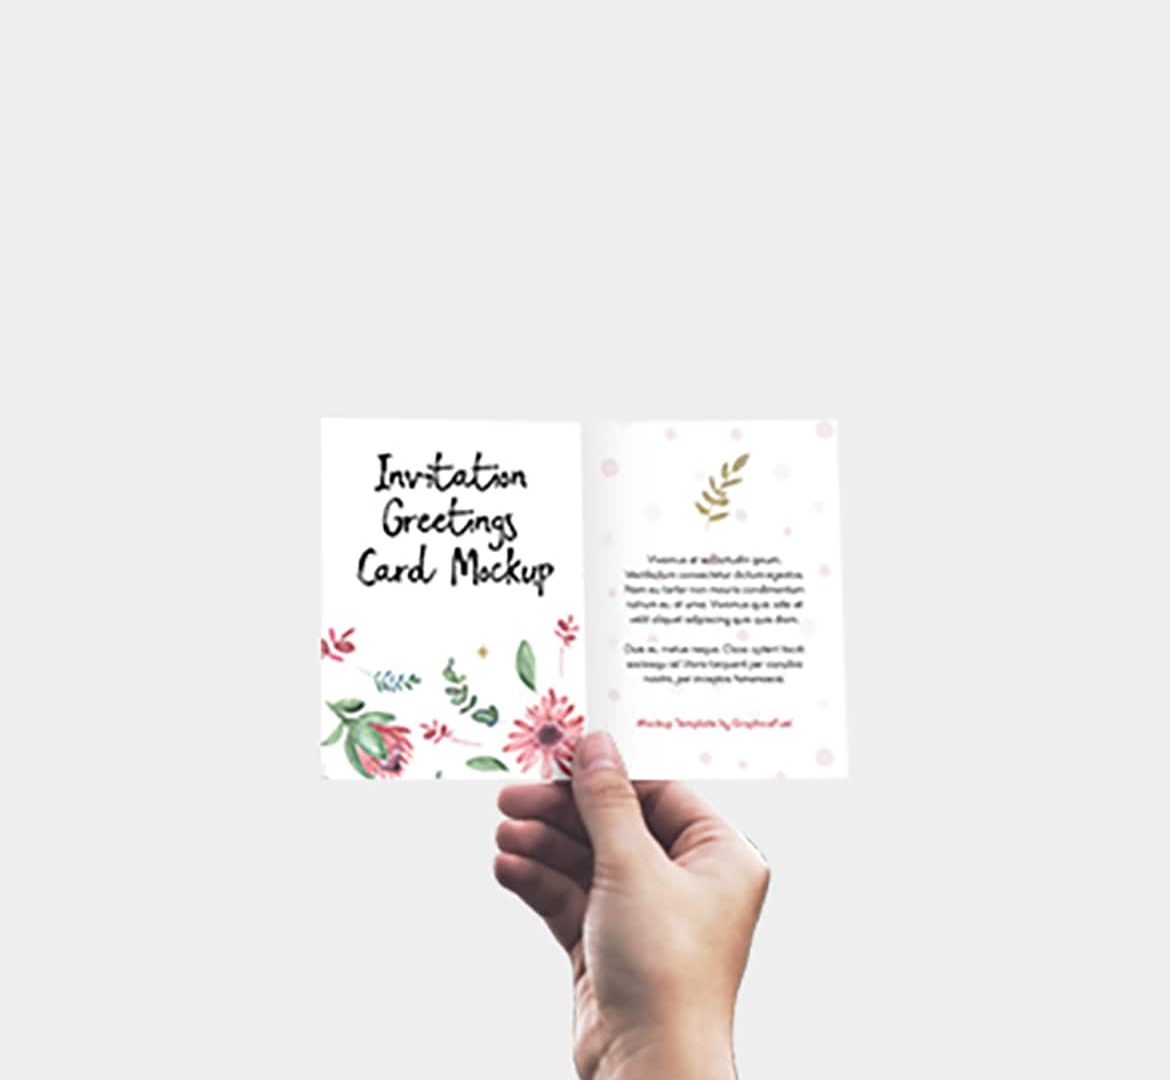 Invitation
Greetings
Card Mockup
Vivamus et sollicitudin ipsum.
Vestibulum consectetur dictum egestas.
Nam eu tortor non mauris condimentum
rutrum eu et urna. Vivamus quis odio at
velit aliquet adipiscing quis quis diam.
Duis eu metus neque. Class aptent taciti
sociosqu ad litora torquent per conubia
nostra, per inceptos himenaeos.
Mockup Template by GraphicsFuel